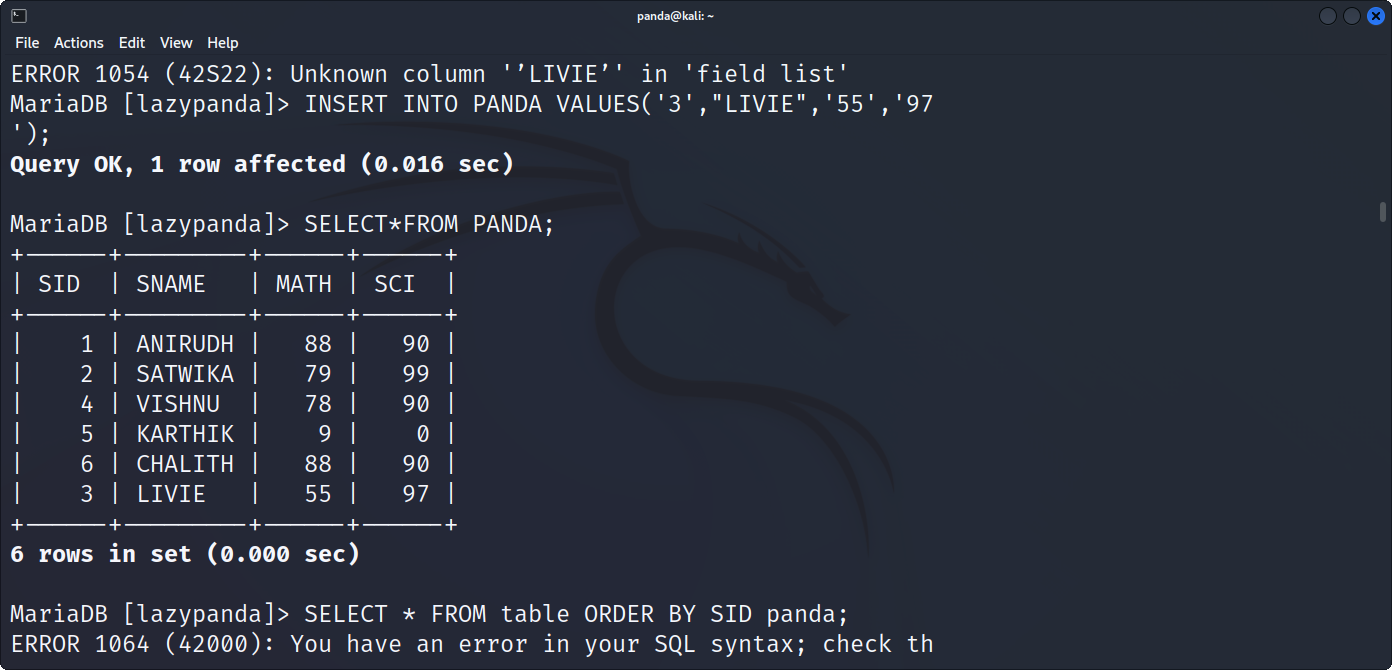 panda@kali: ~
File Actions Edit View Help
ERROR 1054 (42S22): Unknown column '’LIVIE’' in 'field list'
MariaDB [lazypanda]> INSERT INTO PANDA VALUES('3',"LIVIE",'55','97
');
Query OK, 1 row affected (0.016 sec)
MariaDB [lazypanda]> SELECT*FROM PANDA;
+------+---------+------+------+
| SID  | SNAME   | MATH | SCI  |
+------+---------+------+------+
|    1 | ANIRUDH |   88 |   90 |
|    2 | SATWIKA |   79 |   99 |
|    4 | VISHNU  |   78 |   90 |
|    5 | KARTHIK |    9 |    0 |
|    6 | CHALITH |   88 |   90 |
|    3 | LIVIE   |   55 |   97 |
+------+---------+------+------+
6 rows in set (0.000 sec)
MariaDB [lazypanda]> SELECT * FROM table ORDER BY SID panda;
ERROR 1064 (42000): You have an error in your SQL syntax; check th